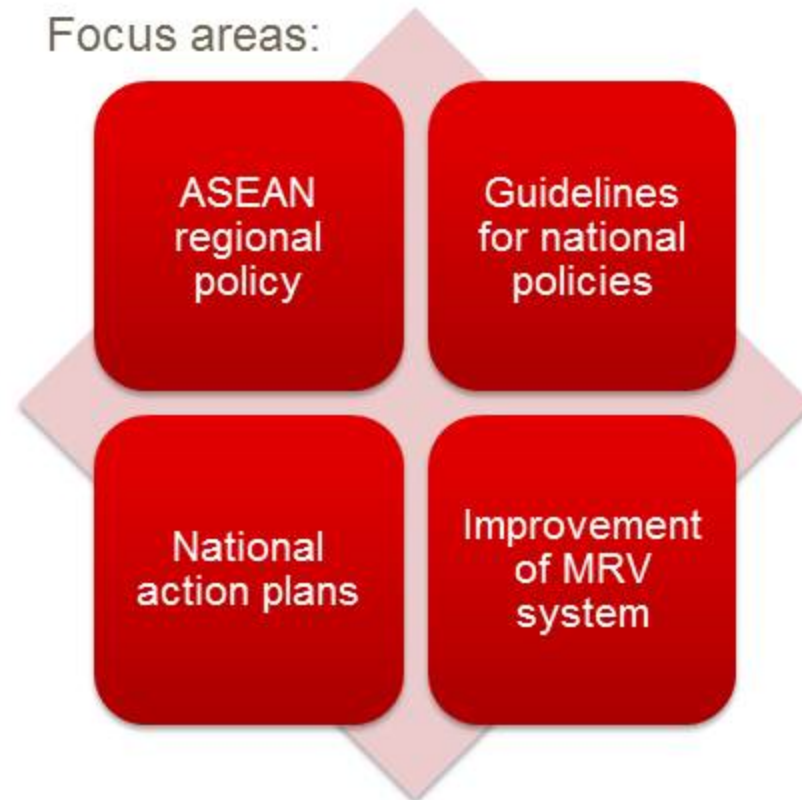 Focus areas:
ASEAN
regional
policy
Guidelines
for national
policies
National
action plans
Improvement
of MRV
system